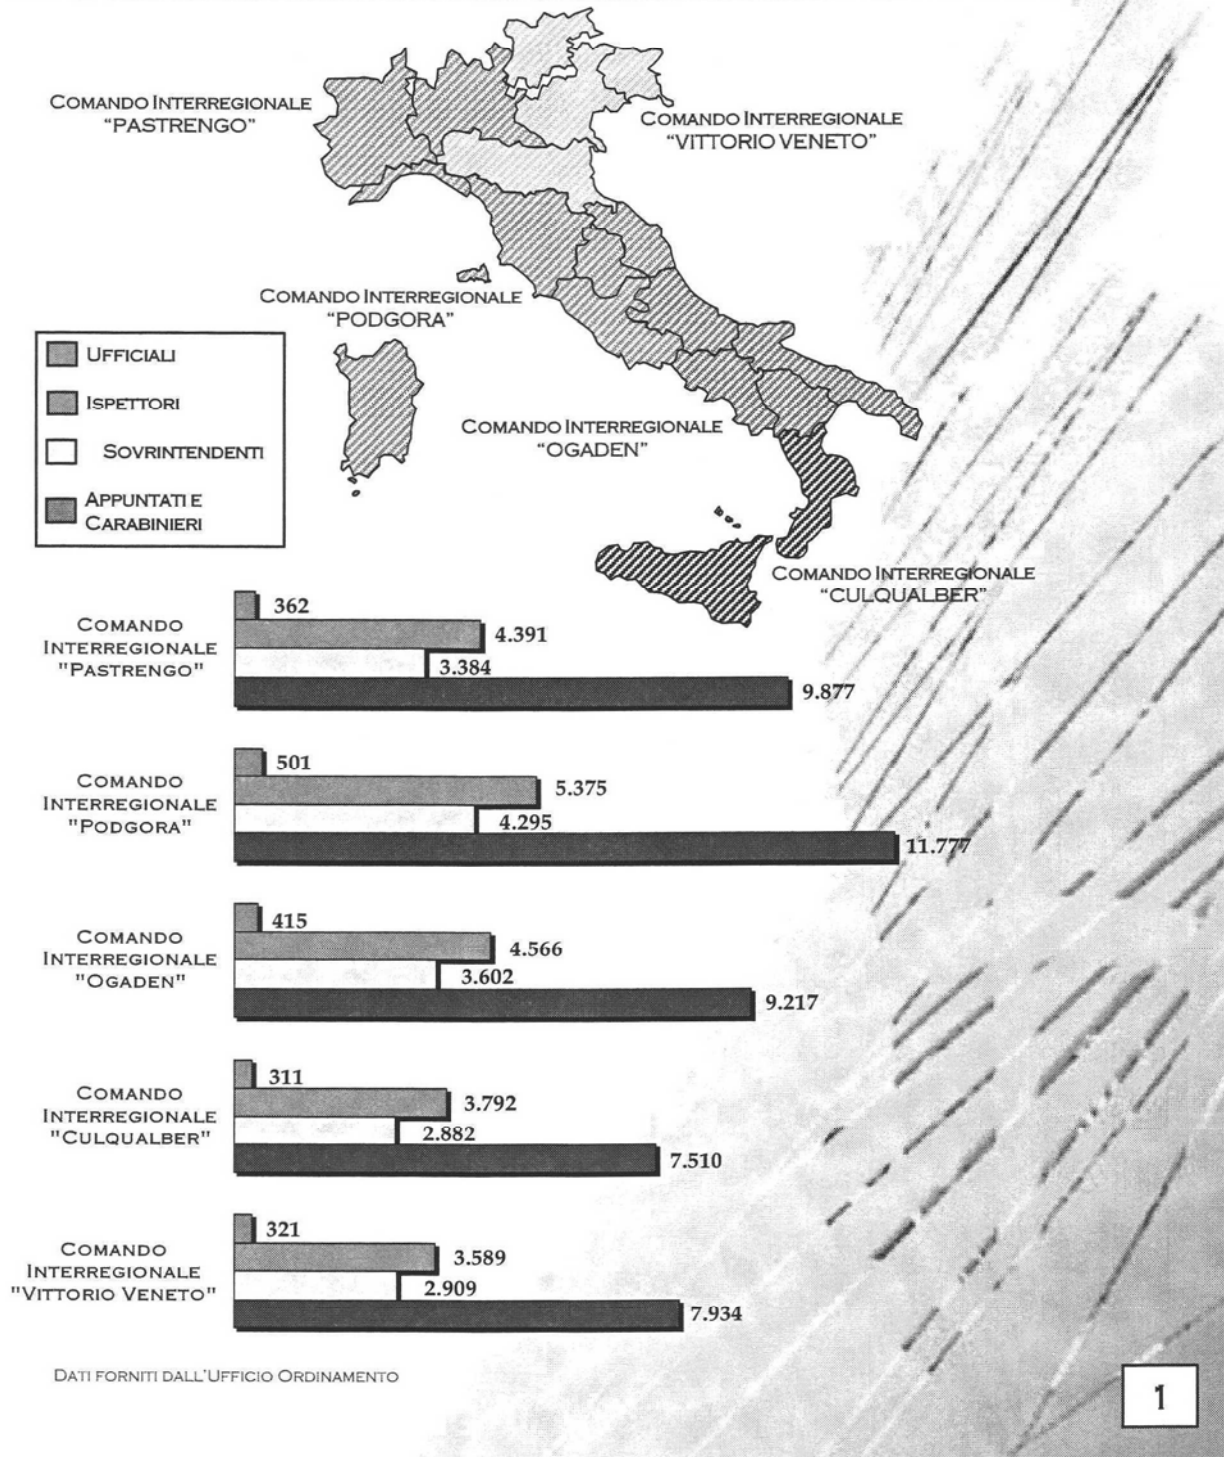 COMANDO INTERREGIONALE
"PASTRENGO"
COMANDO INTERREGIONALE
"VITTORIO VENETO"
COMANDO INTERREGIONALE
"PODGORA"
UFFICIALI
ISPETTORI
SOVRINTENDENTI
APPUNTATI E
CARABINIERI
COMANDO INTERREGIONALE
"OGADEN"
COMANDO INTERREGIONALE
"CULQUALBER"
COMANDO
INTERREGIONALE
"PASTRENGO"
362
4.391
3.384
9.877
COMANDO
INTERREGIONALE
"PODGORA"
501
5.375
4.295
11.777
COMANDO
INTERREGIONALE
"OGADEN"
415
4.566
3.602
9.217
COMANDO
INTERREGIONALE
"CULQUALBER"
311
3.792
2.882
7.510
COMANDO
INTERREGIONALE
"VITTORIO VENETO"
321
3.589
2.909
7.934
DATI FORNITI DALL'UFFICIO ORDINAMENTO
1